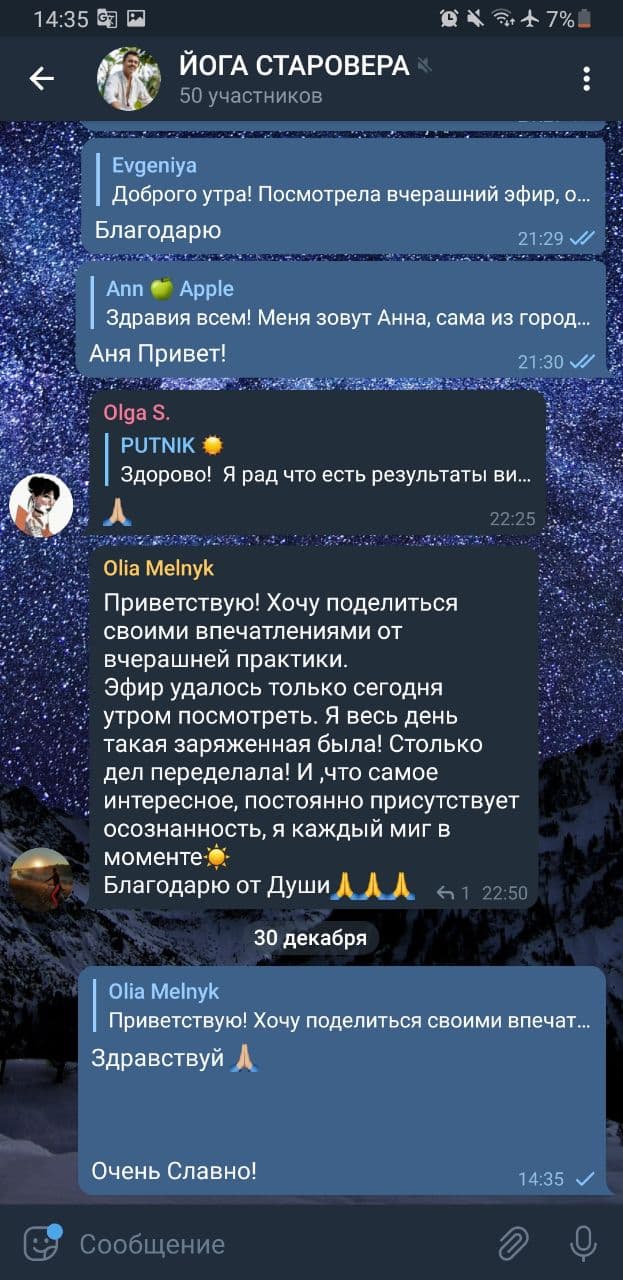 14:35
7%
ЙОГА СТАРОВЕРА
50 участников
Evgeniya
Доброго утра! Посмотрела вчерашний эфир, о...
Благодарю
21:29
Ann 🍏 Apple
Здравия всем! Меня зовут Анна, сама из город...
Аня Привет!
21:30
Olga S.
PUTNIK ☀️
Здорово!  Я рад что есть результаты ви...
🙏🏼
22:25
Olia Melnyk
Приветствую! Хочу поделиться
своими впечатлениями от
вчерашней практики.
Эфир удалось только сегодня
утром посмотреть. Я весь день
такая заряженная была! Столько
дел переделала! И ,что самое
интересное, постоянно присутствует
осознанность, я каждый миг в
моменте☀️
Благодарю от Души🙏🙏🙏
1 22:50
30 декабря
Olia Melnyk
Приветствую! Хочу поделиться своими впечат...
Здравствуй 🙏🏼
Очень Славно!
14:35
Сообщение